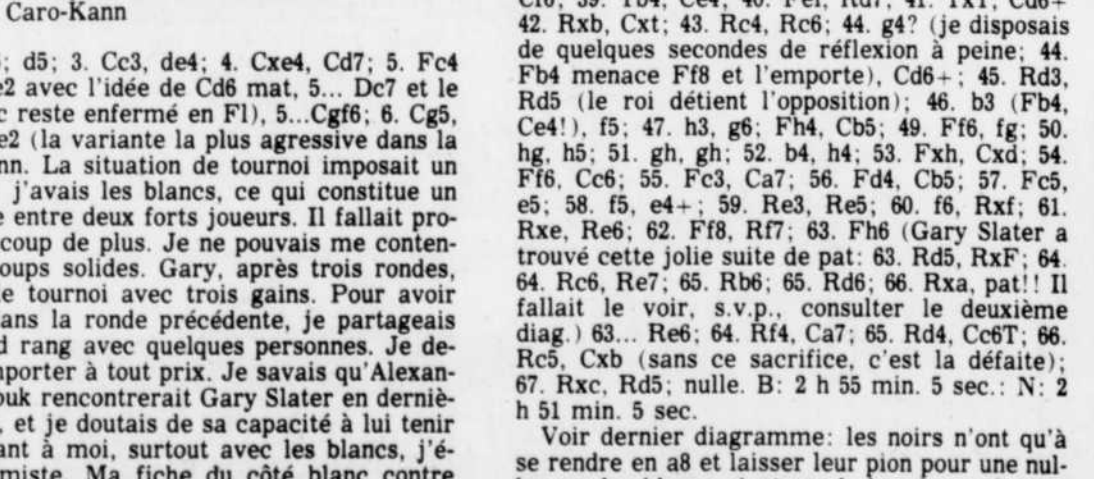 Caro-Kann
; d5; 3. Cc3, de4; 4. Cxe4, Cd7; 5. Fc4
e2 avec l'idée de Cd6 mat, 5... Dc7 et le
c reste enfermé en F1), 5...Cgf6; 6. Cg5,
e2 (la variante la plus agressive dans la
nn. La situation de tournoi imposait un
j'avais les blancs, ce qui constitue un
e entre deux forts joueurs. Il fallait pro-
coup de plus. Je ne pouvais me conten-
oups solides. Gary, après trois rondes,
e tournoi avec trois gains. Pour avoir
ans la ronde précédente, je partageais
d rang avec quelques personnes. Je de-
mporter à tout prix. Je savais qu'Alexan-
ouk rencontrerait Gary Slater en derniè-
, et je doutais de sa capacité à lui tenir
ant à moi, surtout avec les blancs, j'é-
miste. Ma fiche du côté blanc contre
42. Rxb, Cxt; 43. Rc4, Rc6; 44. g4? (je disposais
de quelques secondes de réflexion à peine; 44.
Fb4 menace Ff8 et l'emporte), Cd6+; 45. Rd3,
Rd5 (le roi détient l'opposition); 46. b3 (Fb4,
Ce4!), f5; 47. h3, g6; Fh4, Cb5; 49. Ff6, fg; 50.
hg, h5; 51. gh, gh; 52. b4, h4; 53. Fxh, Cxd; 54.
Ff6, Cc6; 55. Fc3, Ca7; 56. Fd4, Cb5; 57. Fc5,
e5; 58. f5, e4+; 59. Re3, Re5; 60. f6, Rxf; 61.
Rxe, Re6; 62. Ff8, Rf7; 63. Fh6 (Gary Slater a
trouvé cette jolie suite de pat: 63. Rd5, RxF; 64.
64. Rc6, Re7; 65. Rb6; 65. Rd6; 66. Rxa, pat!! Il
fallait le voir, s.v.p., consulter le deuxième
diag.) 63... Re6; 64. Rf4, Ca7; 65. Rd4, Cc6T; 66.
Rc5, Cxb (sans ce sacrifice, c'est la défaite);
67. Rxc, Rd5; nulle. B: 2 h 55 min. 5 sec.: N: 2
h 51 min. 5 sec.
Voir dernier diagramme: les noirs n'ont qu'à
se rendre en a8 et laisser leur pion pour une nul-